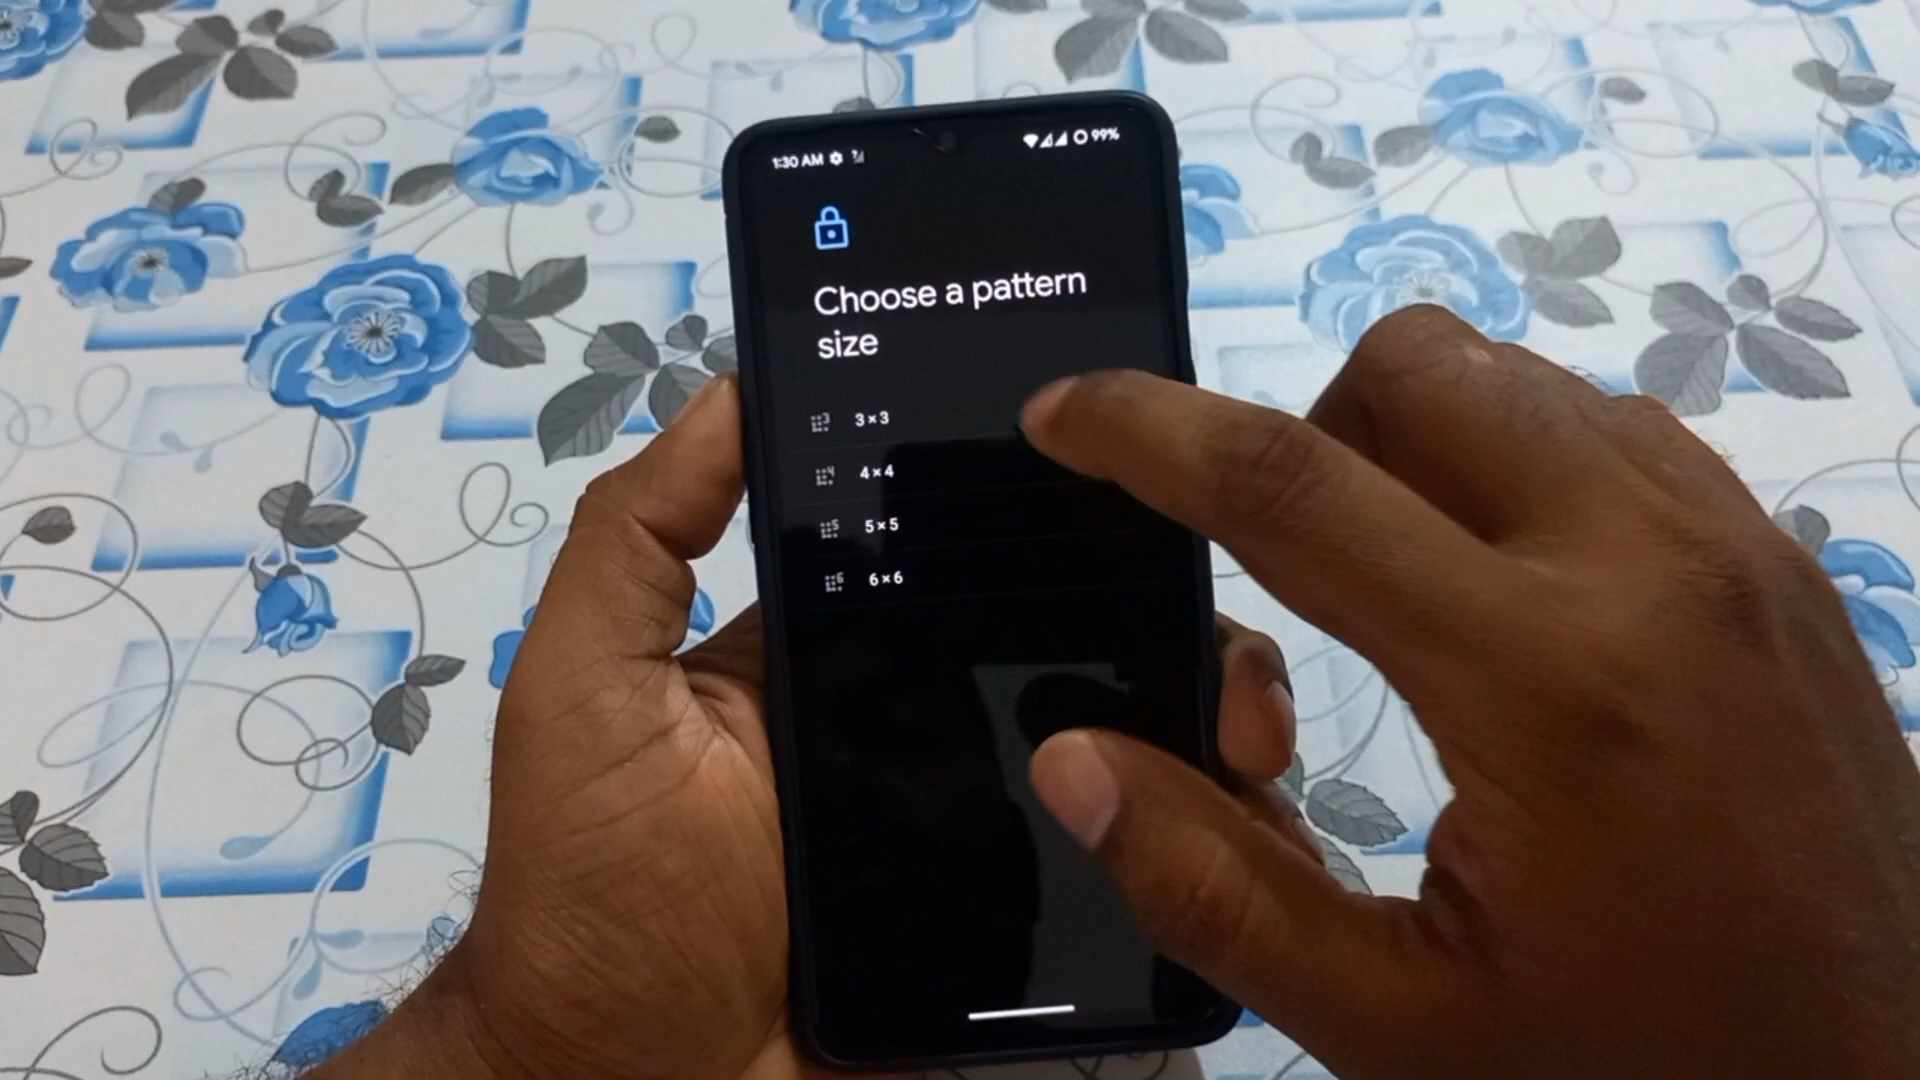 1:30 AM
99%
Choose a pattern
size
3 × 3
4 × 4
5 × 5
6 × 6